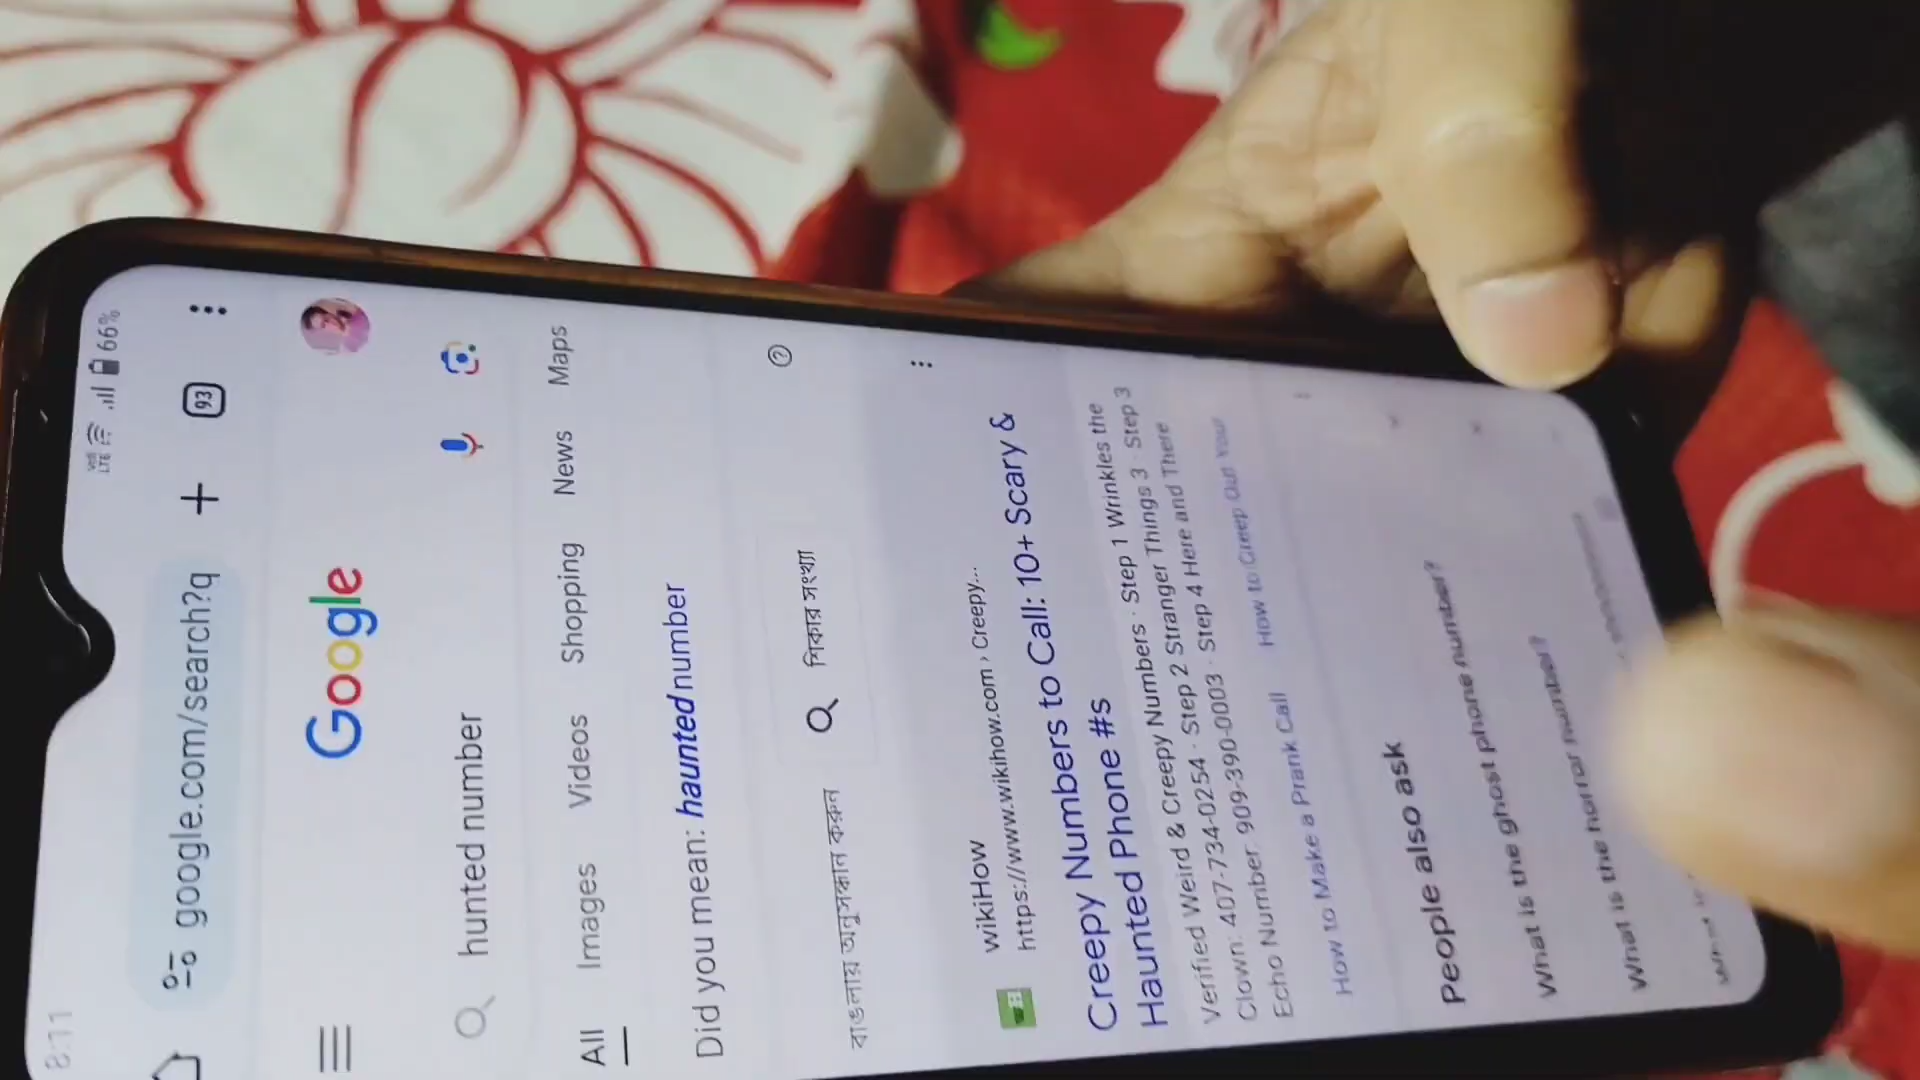 8:11
Vo)) LTE 66%
google.com/search?q
93
Google
hunted number
All Images Videos Shopping News Maps
Did you mean: haunted number
বাঙলায় অনুসন্ধান করুন শিকার সংখ্যা
wikiHow
https://www.wikihow.com › Creepy...
Creepy Numbers to Call: 10+ Scary &
Haunted Phone #s
Verified Weird & Creepy Numbers · Step 1 Wrinkles the
Clown: 407-734-0254 · Step 2 Stranger Things 3 · Step 3
Echo Number: 909-390-0003 · Step 4 Here and There
How to Make a Prank Call How to Creep Out Your
People also ask
What is the ghost phone number?
What is the horror number?